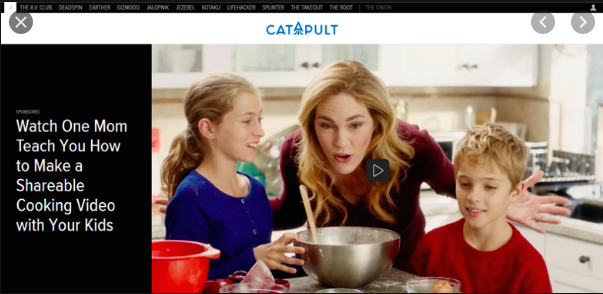 THE A.V. CLUB DEADSPIN EARTHER GIZMODO JALOPNIK JEZEBEL KOTAKU LIFEHACKER SPLINTER THE TAKEOUT THE ROOT | THE UNION
CATAPULT
SPONSORED
Watch One Mom
Teach You How
to Make a
Shareable
Cooking Video
with Your Kids